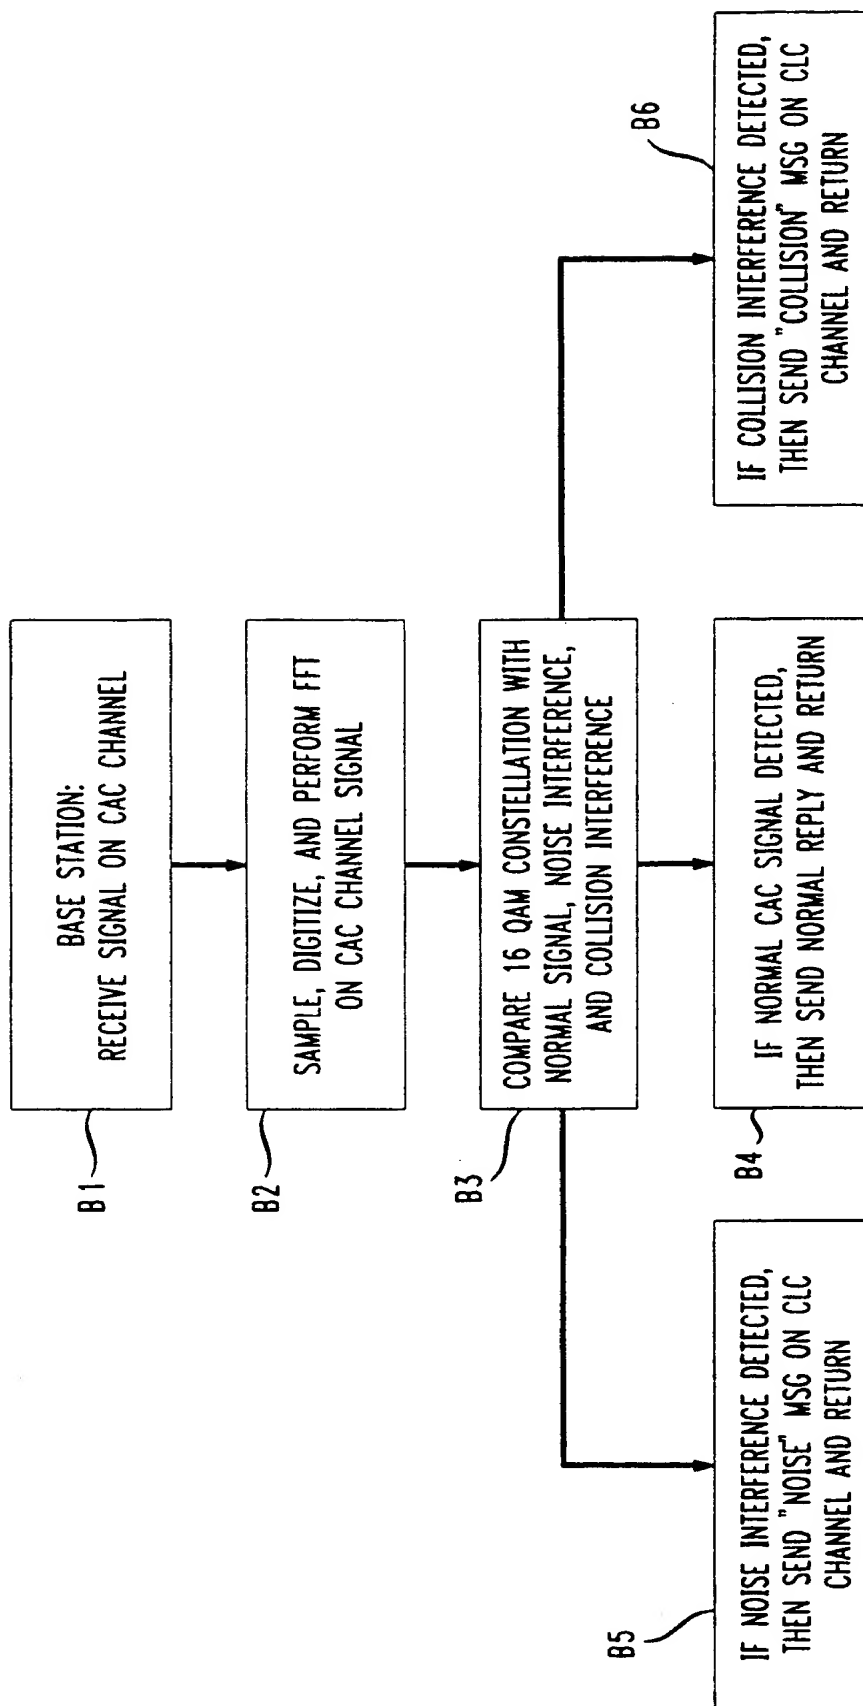 B1
BASE STATION:
RECEIVE SIGNAL ON CAC CHANNEL
B2
SAMPLE, DIGITIZE, AND PERFORM FFT
ON CAC CHANNEL SIGNAL
B3
COMPARE 16 QAM CONSTELLATION WITH
NORMAL SIGNAL, NOISE INTERFERENCE,
AND COLLISION INTERFERENCE
B5
IF NOISE INTERFERENCE DETECTED,
THEN SEND "NOISE" MSG ON CLC
CHANNEL AND RETURN
B4
IF NORMAL CAC SIGNAL DETECTED,
THEN SEND NORMAL REPLY AND RETURN
B6
IF COLLISION INTERFERENCE DETECTED,
THEN SEND "COLLISION" MSG ON CLC
CHANNEL AND RETURN